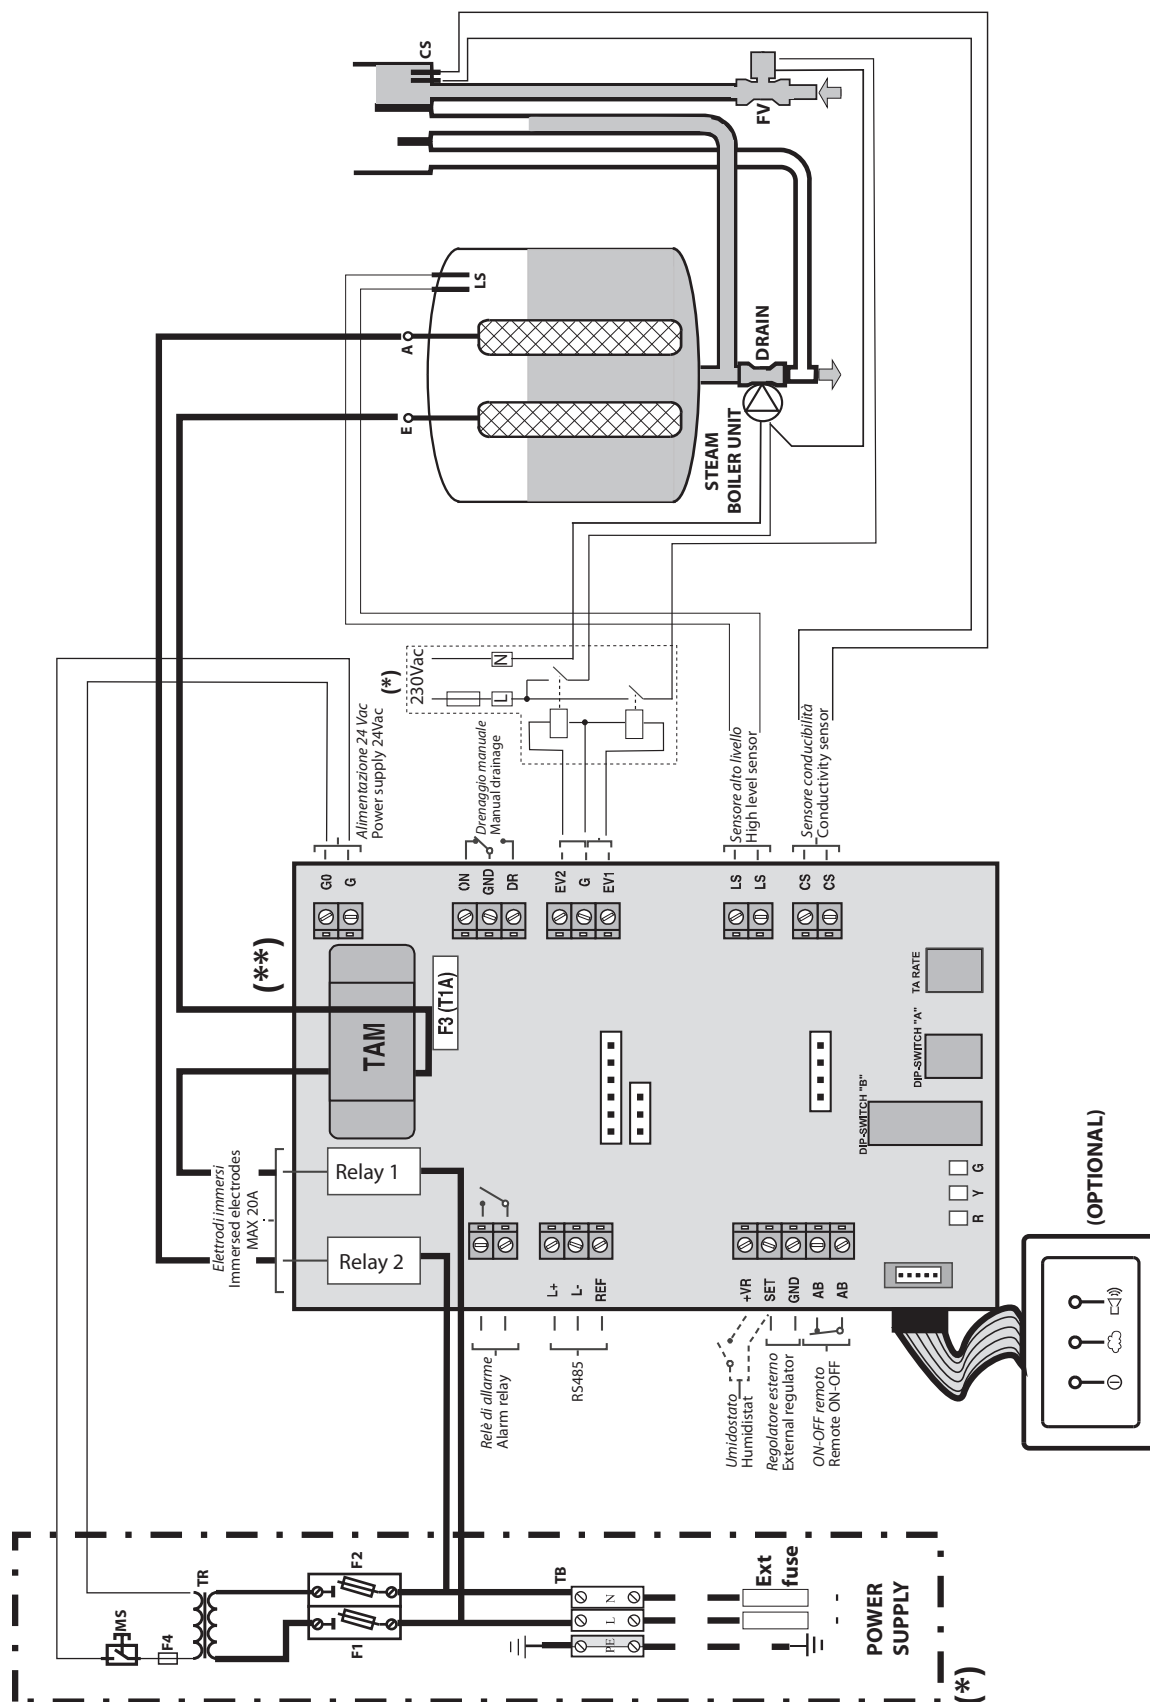 CS
FV
LS
A
E
DRAIN
STEAM
BOILER UNIT
(*)
230Vac
N
L
Alimentazione 24 Vac
Power supply 24Vac
Drenaggio manuale
Manual drainage
Sensore alto livello
High level sensor
Sensore conducibilità
Conductivity sensor
G0
G
ON
GND
DR
EV2
G
EV1
LS
LS
CS
CS
(**)
TAM
F3 (T1A)
TA RATE
DIP-SWITCH "A"
DIP-SWITCH "B"
Elettrodi immersi
Immersed electrodes
MAX 20A
Relay 1
Relay 2
R
Y
G
L+
L-
REF
+VR
SET
GND
AB
AB
Relè di allarme
Alarm relay
RS485
Umidostato
Humidistat
Regolatore esterno
External regulator
ON-OFF remoto
Remote ON-OFF
(OPTIONAL)
MS
F4
TR
F2
F1
TB
N
L
PE
Ext
fuse
POWER
SUPPLY
(*)